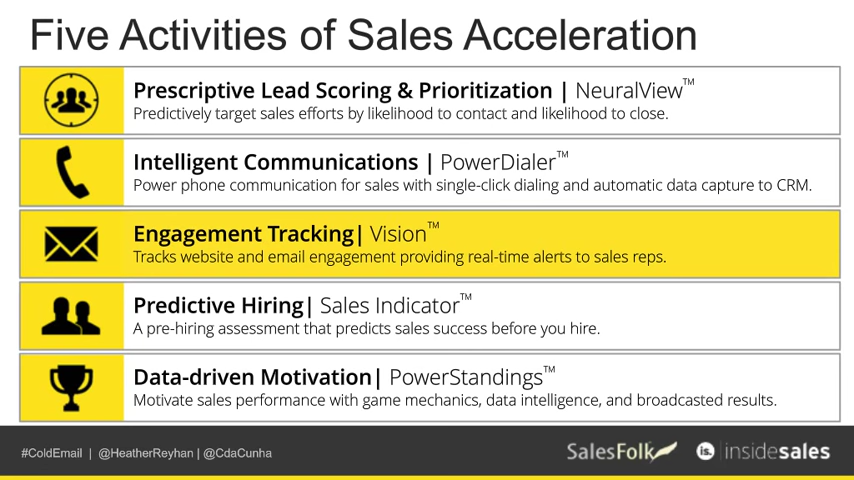 Five Activities of Sales Acceleration
Prescriptive Lead Scoring & Prioritization | NeuralView™
Predictively target sales efforts by likelihood to contact and likelihood to close.
Intelligent Communications | PowerDialer™
Power phone communication for sales with single-click dialing and automatic data capture to CRM.
Engagement Tracking| Vision™
Tracks website and email engagement providing real-time alerts to sales reps.
Predictive Hiring| Sales Indicator™
A pre-hiring assessment that predicts sales success before you hire.
Data-driven Motivation| PowerStandings™
Motivate sales performance with game mechanics, data intelligence, and broadcasted results.
#ColdEmail | @HeatherReyhan | @CdaCunha
SalesFolk
is. insidesales